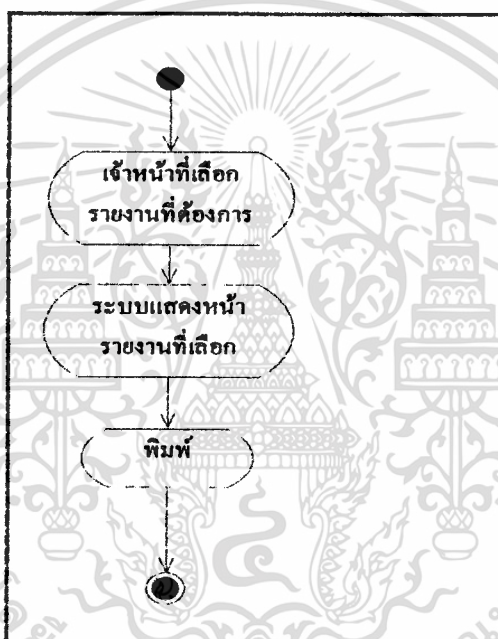 เจ้าหน้าที่เลือก
รายงานที่ต้องการ
ระบบแสดงหน้า
รายงานที่เลือก
พิมพ์